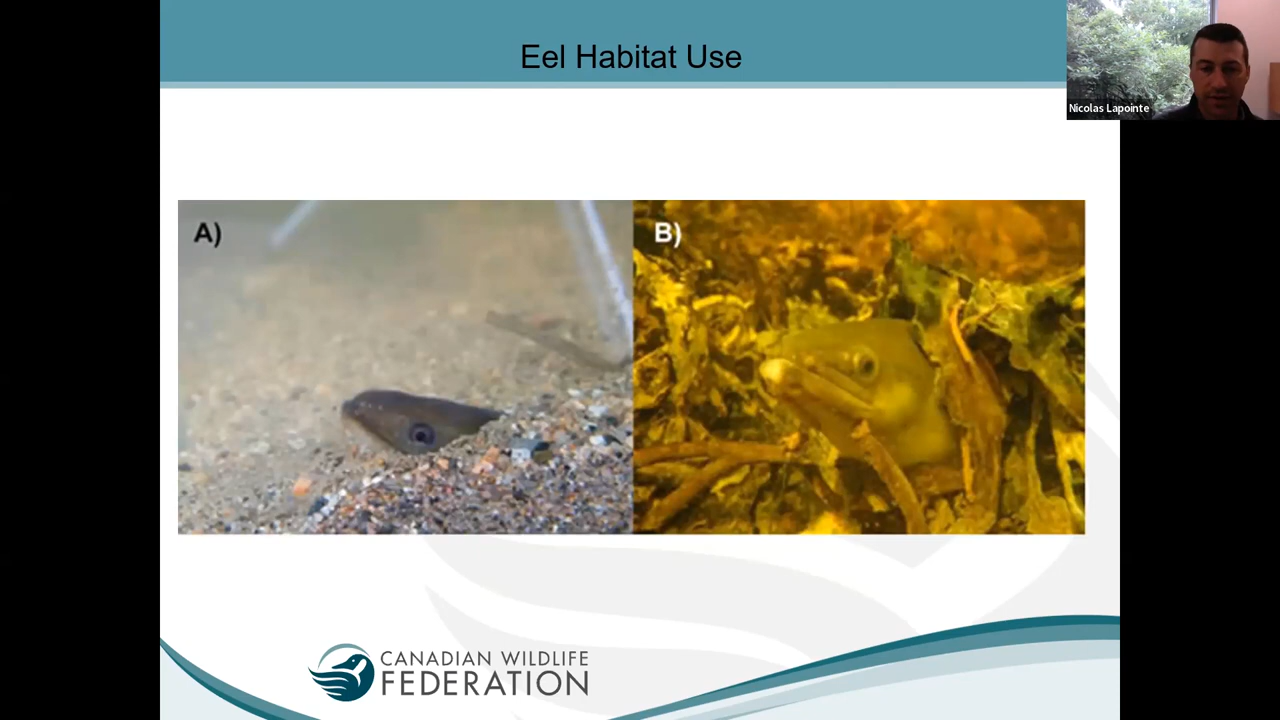 Eel Habitat Use
Nicolas Lapointe
A)
B)
CANADIAN WILDLIFE
FEDERATION